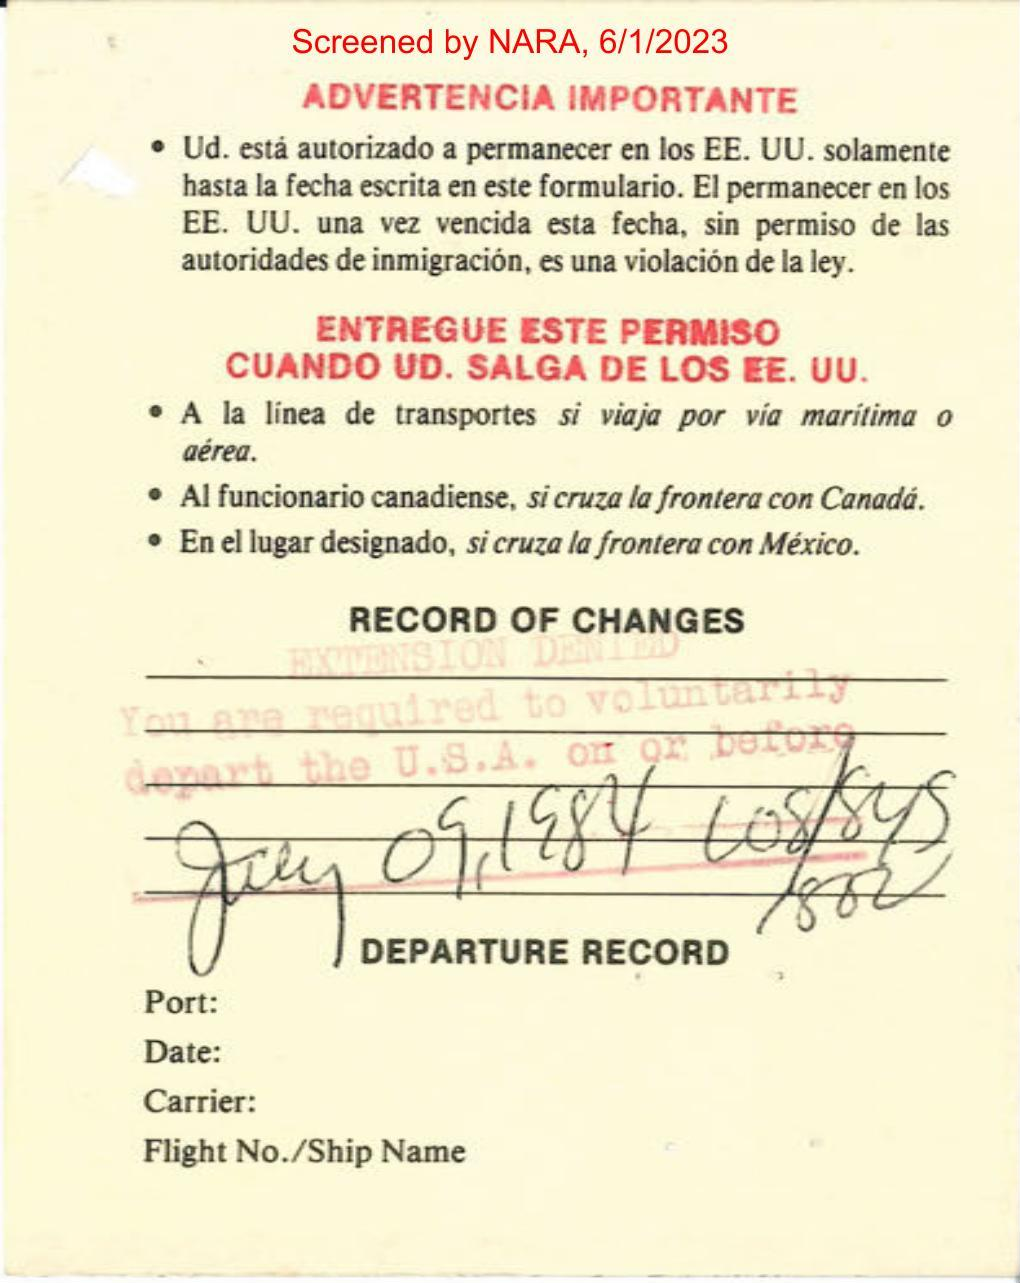 Screened by NARA, 6/1/2023
ADVERTENCIA IMPORTANTE
• Ud. está autorizado a permanecer en los EE. UU. solamente
hasta la fecha escrita en este formulario. El permanecer en los
EE. UU. una vez vencida esta fecha, sin permiso de las
autoridades de inmigración, es una violación de la ley.
ENTREGUE ESTE PERMISO
CUANDO UD. SALGA DE LOS EE. UU.
• A la línea de transportes si viaja por vía marítima o
aérea.
• Al funcionario canadiense, si cruza la frontera con Canadá.
• En el lugar designado, si cruza la frontera con México.
RECORD OF CHANGES
EXTENSION DENIED
You are required to voluntarily
depart the U.S.A. on or before
July 09, 1984
DEPARTURE RECORD
Port:
Date:
Carrier:
Flight No./Ship Name